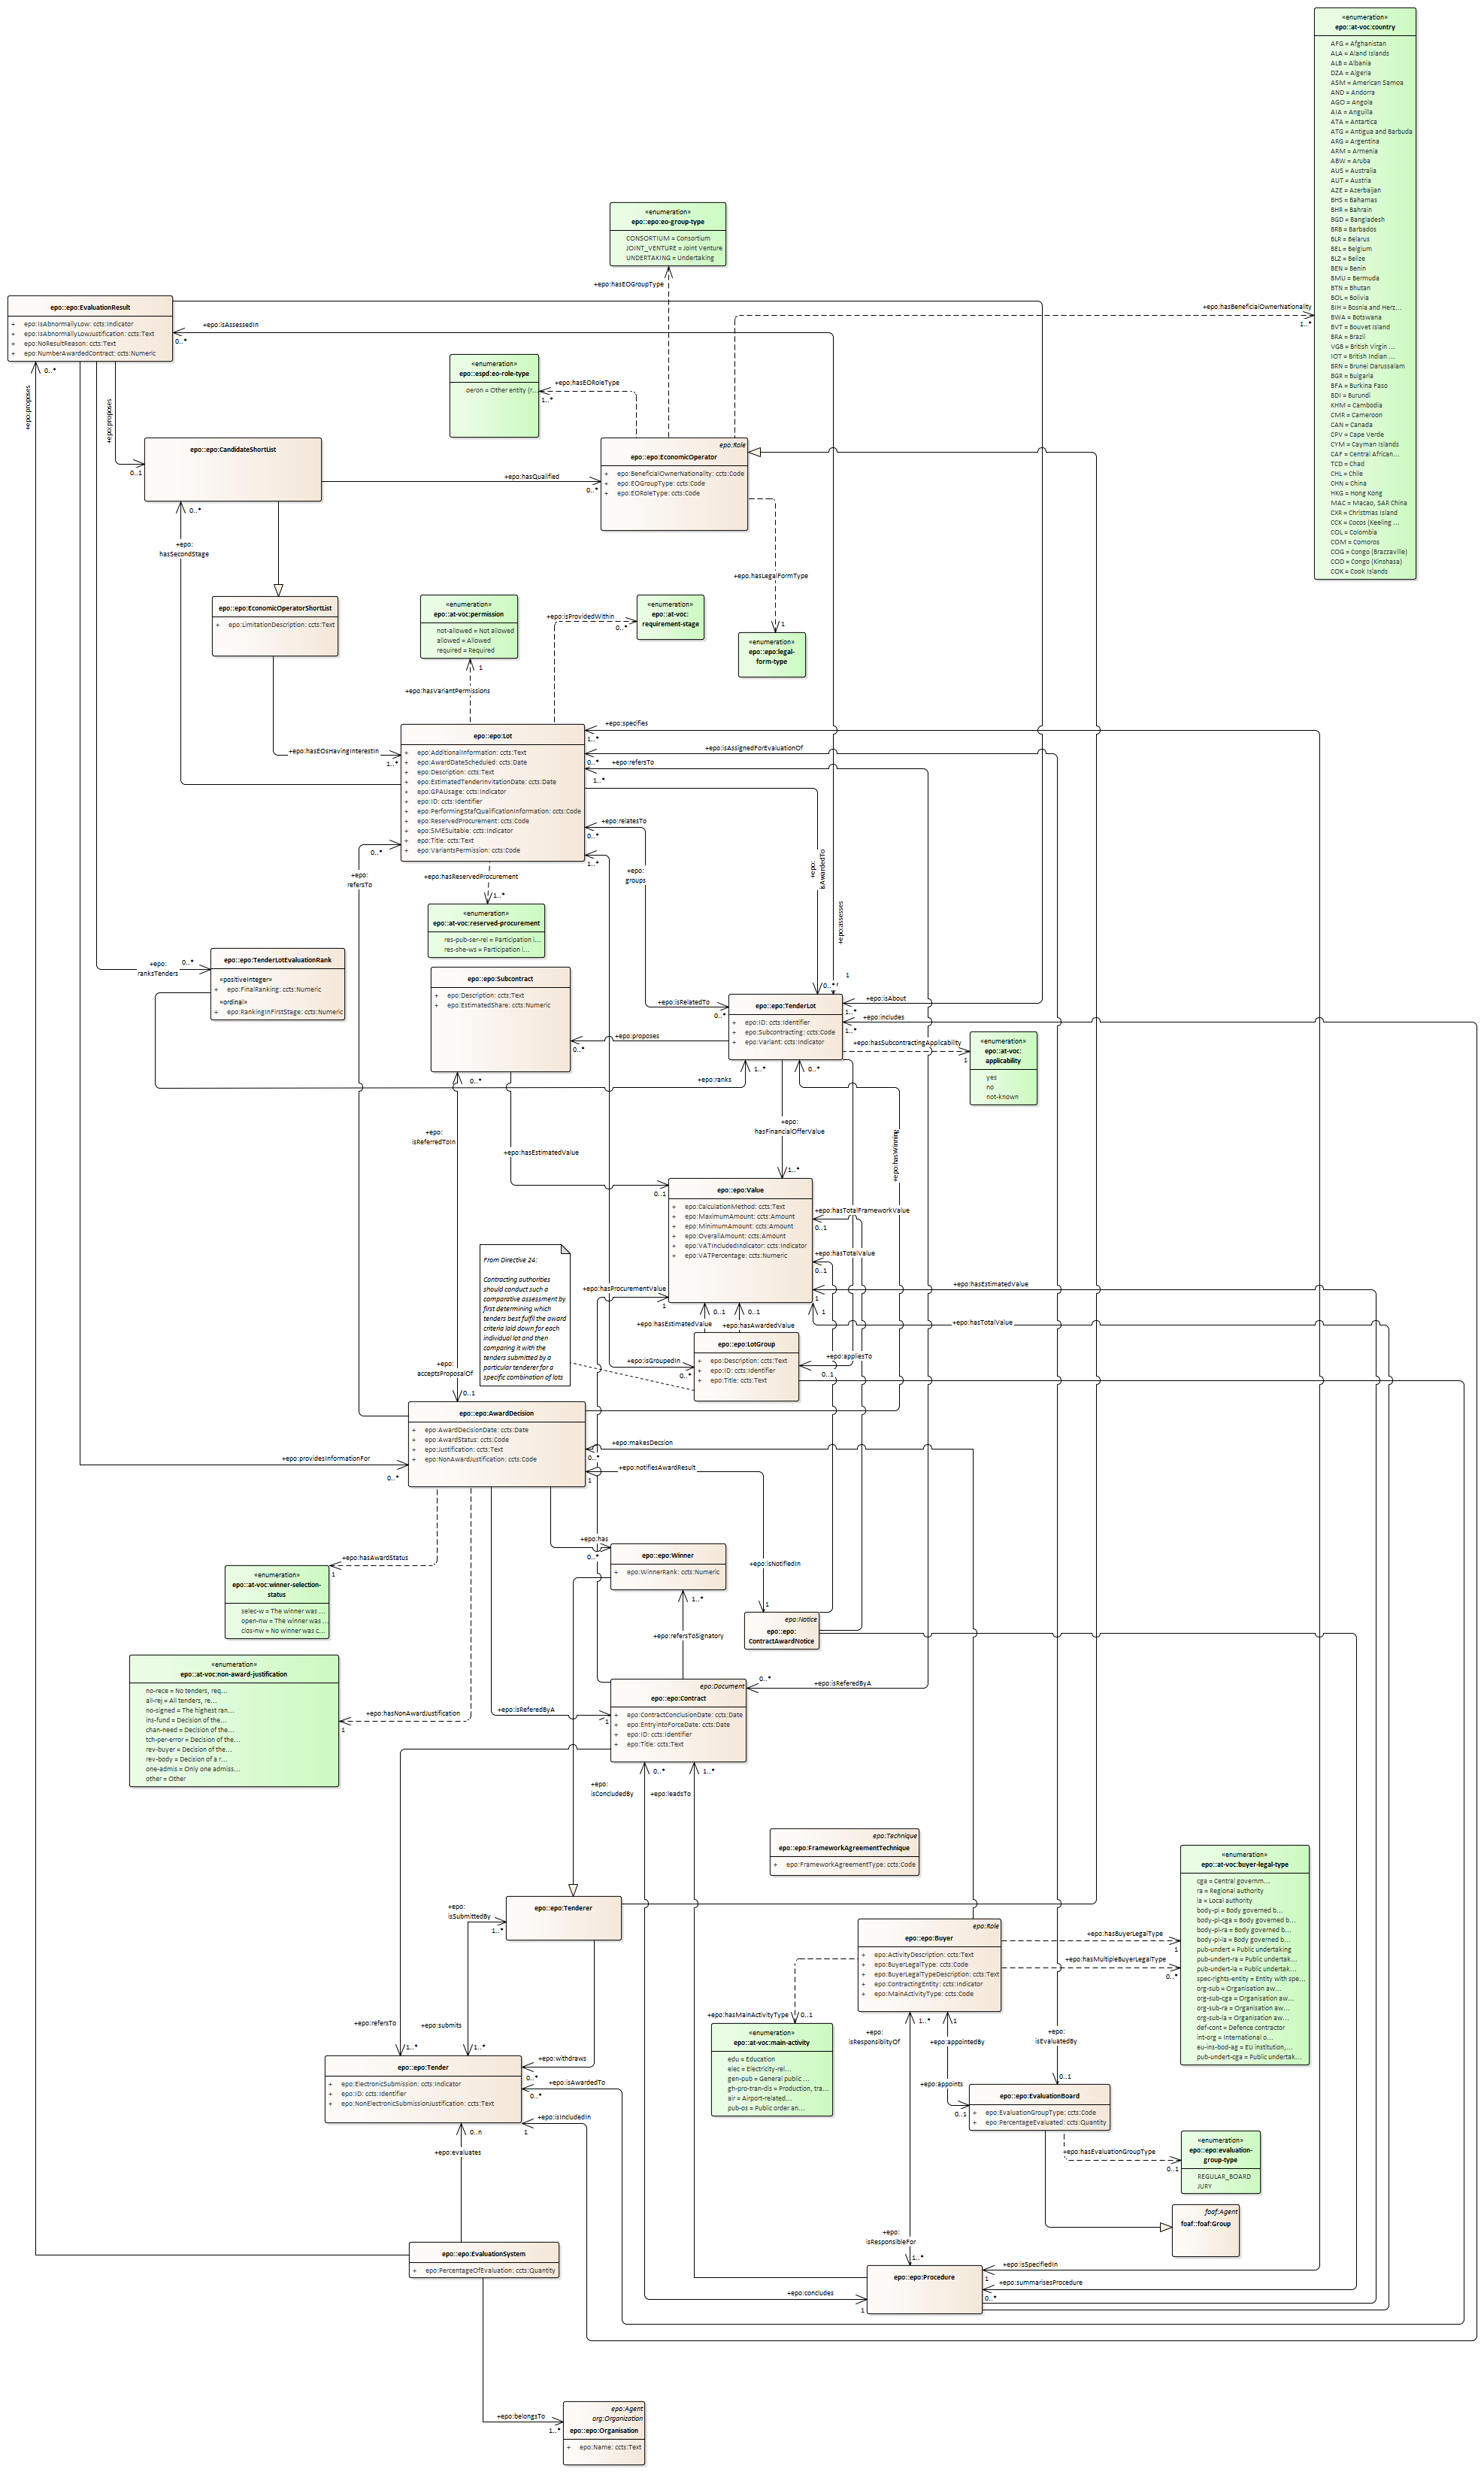 «enumeration»
epo::at-voc:country
AFG = Afghanistan
ALA = Aland Islands
ALB = Albania
DZA = Algeria
ASM = American Samoa
AND = Andorra
AGO = Angola
AIA = Anguilla
ATA = Antartica
ATG = Antigua and Barbuda
ARG = Argentina
ARM = Armenia
ABW = Aruba
AUS = Australia
AUT = Austria
AZE = Azerbaijan
BHS = Bahamas
BHR = Bahrain
BGD = Bangladesh
BRB = Barbados
BLR = Belarus
BEL = Belgium
BLZ = Belize
BEN = Benin
BMU = Bermuda
BTN = Bhutan
BOL = Bolivia
BIH = Bosnia and Herz...
BWA = Botswana
BVT = Bouvet Island
BRA = Brazil
VGB = British Virgin ...
IOT = British Indian ...
BRN = Brunei Darussalam
BGR = Bulgaria
BFA = Burkina Faso
BDI = Burundi
KHM = Cambodia
CMR = Cameroon
CAN = Canada
CPV = Cape Verde
CYM = Cayman Islands
CAF = Central African...
TCD = Chad
CHL = Chile
CHN = China
HKG = Hong Kong
MAC = Macao, SAR China
CXR = Christmas Island
CCK = Cocos (Keeling ...
COL = Colombia
COM = Comoros
COG = Congo (Brazzaville)
COD = Congo (Kinshasa)
COK = Cook Islands
«enumeration»
epo::epo:eo-group-type
CONSORTIUM = Consortium
JOINT_VENTURE = Joint Venture
UNDERTAKING = Undertaking
+epo:hasEOGroupType
+epo:hasBeneficialOwnerNationality
1..*
epo::epo:EvaluationResult
+ epo:IsAbnormallyLow: ccts:Indicator
+ epo:IsAbnormallyLowJustification: ccts:Text
+ epo:NoResultReason: ccts:Text
+ epo:NumberAwardedContract: ccts:Numeric
+epo:isAssessedIn
0..*
0..*
+epo:proposes
+epo:proposes
0..1
«enumeration»
epo::espd:eo-role-type
oeron = Other entity (r...
+epo:hasEORoleType
1..*
epo::epo:CandidateShortList
+epo:hasQualified
0..*
epo:Role
epo::epo:EconomicOperator
+ epo:BeneficialOwnerNationality: ccts:Code
+ epo:EOGroupType: ccts:Code
+ epo:EORoleType: ccts:Code
0..*
+epo:
hasSecondStage
+epo.hasLegalFormType
1
«enumeration»
epo::epo:legal-
form-type
epo::epo:EconomicOperatorShortList
+ epo:LimitationDescription: ccts:Text
«enumeration»
epo::at-voc:permission
not-allowed = Not allowed
allowed = Allowed
required = Required
1
+epo:hasVariantPermissions
+epo:isProvidedWithin
0..*
«enumeration»
epo::at-voc:
requirement-stage
+epo:hasEOsHavingInterestIn
1..*
epo::epo:Lot
+ epo:AdditionalInformation: ccts:Text
+ epo:AwardDateScheduled: ccts:Date
+ epo:Description: ccts:Text
+ epo:EstimatedTenderInvitationDate: ccts:Date
+ epo:GPAUsage: ccts:Indicator
+ epo:ID: ccts:Identifier
+ epo:PerformingStafQualificationInformation: ccts:Code
+ epo:ReservedProcurement: ccts:Code
+ epo:SMESuitable: ccts:Indicator
+ epo:Title: ccts:Text
+ epo:VariantsPermission: ccts:Code
+epo:specifies
1..*
+epo:isAssignedForEvaluationOf
0..*
+epo:refersTo
1..*
+epo:relatesTo
0..*
1..*
0..*
+epo:
refersTo
+epo:
groups
+epo:
isAwardedTo
+epo:assesses
+epo:hasReservedProcurement
1..*
«enumeration»
epo::at-voc:reserved-procurement
res-pub-ser-rel = Participation i...
res-she-ws = Participation i...
+epo:
ranksTenders
0..*
epo::epo:TenderLotEvaluationRank
«positiveInteger»
+ epo:FinalRanking: ccts:Numeric
«ordinal»
+ epo:RankingInFirstStage: ccts:Numeric
epo::epo:Subcontract
+ epo:Description: ccts:Text
+ epo:EstimatedShare: ccts:Numeric
+epo:isRelatedTo
0..*
+epo:proposes
0..*
1
0..*
epo::epo:TenderLot
+ epo:ID: ccts:Identifier
+ epo:Subcontracting: ccts:Code
+ epo:Variant: ccts:Indicator
+epo:isAbout
1..*
+epo:includes
1..*
+epo:hasSubcontractingApplicability
1
«enumeration»
epo::at-voc:
applicability
yes
no
not-known
+epo:ranks
1..*
0..*
0..*
+epo:
isReferredToIn
+epo:
hasFinancialOfferValue
1..*
+epo:hasWinning
+epo:hasEstimatedValue
0..1
epo::epo:Value
+ epo:CalculationMethod: ccts:Text
+ epo:MaximumAmount: ccts:Amount
+ epo:MinimumAmount: ccts:Amount
+ epo:OverallAmount: ccts:Amount
+ epo:VATIncludedIndicator: ccts:Indicator
+ epo:VATPercentage: ccts:Numeric
+epo:hasTotalFrameworkValue
0..1
+epo:hasTotalValue
0..1
+epo:hasEstimatedValue
1
1
+epo:hasTotalValue
+epo:hasProcurementValue
1
From Directive 24:
Contracting authorities
should conduct such a
comparative assessment by
first determining which
tenders best fulfil the award
criteria laid down for each
individual lot and then
comparing it with the
tenders submitted by a
particular tenderer for a
specific combination of lots
0..1
0..1
+epo:hasEstimatedValue
+epo:hasAwardedValue
epo::epo:LotGroup
+ epo:Description: ccts:Text
+ epo:ID: ccts:Identifier
+ epo:Title: ccts:Text
+epo:isGroupedIn
0..*
+epo:appliesTo
0..1
+epo:
acceptsProposalOf
0..1
epo::epo:AwardDecision
+ epo:AwardDecisionDate: ccts:Date
+ epo:AwardStatus: ccts:Code
+ epo:Justification: ccts:Text
+ epo:NonAwardJustification: ccts:Code
+epo:providesInformationFor
0..*
+epo:makesDecsion
0..*
+epo:notifiesAwardResult
1
+epo:has
0..*
epo::epo:Winner
+ epo:WinnerRank: ccts:Numeric
+epo:hasAwardStatus
1
«enumeration»
epo::at-voc:winner-selection-
status
selec-w = The winner was ...
open-nw = The winner was ...
clos-nw = No winner was c...
+epo:isNotifiedIn
1
epo:Notice
epo::epo:
ContractAwardNotice
1..*
+epo:refersToSignatory
«enumeration»
epo::at-voc:non-award-justification
no-rece = No tenders, req...
all-rej = All tenders, re...
no-signed = The highest ran...
ins-fund = Decision of the...
chan-need = Decision of the...
tch-per-error = Decision of the...
rev-buyer = Decision of the...
rev-body = Decision of a r...
one-admis = Only one admiss...
other = Other
+epo:hasNonAwardJustification
1
+epo:isReferedByA
1
epo:Document
epo::epo:Contract
+ epo:ContractConclusionDate: ccts:Date
+ epo:EntryintoForceDate: ccts:Date
+ epo:ID: ccts:Identifier
+ epo:Title: ccts:Text
0..*
+epo:isReferedByA
+epo:
isConcludedBy
0..*
+epo:leadsTo
1..*
epo:Technique
epo::epo:FrameworkAgreementTechnique
+ epo:FrameworkAgreementType: ccts:Code
epo::epo:Tenderer
+epo:
isSubmittedBy
1..*
epo:Role
epo::epo:Buyer
+ epo:ActivityDescription: ccts:Text
+ epo:BuyerLegalType: ccts:Code
+ epo:BuyerLegalTypeDescription: ccts:Text
+ epo:ContractingEntity: ccts:Indicator
+ epo:MainActivityType: ccts:Code
+epo:hasBuyerLegalType
1
+epo:hasMultipleBuyerLegalType
0..*
«enumeration»
epo::at-voc:buyer-legal-type
cga = Central governm...
ra = Regional authority
la = Local authority
body-pl = Body governed b...
body-pl-cga = Body governed b...
body-pl-ra = Body governed b...
body-pl-la = Body governed b...
pub-undert = Public undertaking
pub-undert-ra = Public undertak...
pub-undert-la = Public undertak...
spec-rights-entity = Entity with spe...
org-sub = Organisation aw...
org-sub-cga = Organisation aw...
org-sub-ra = Organisation aw...
org-sub-la = Organisation aw...
def-cont = Defence contractor
int-org = International o...
eu-ins-bod-ag = EU institution,...
pub-undert-cga = Public undertak...
+epo:hasMainActivityType
0..1
«enumeration»
epo::at-voc:main-activity
edu = Education
elec = Electricity-rel...
gen-pub = General public ...
gh-pro-tran-dis = Production, tra...
air = Airport-related...
pub-os = Public order an...
+epo:
isResponsiblityOf
1..*
1
+epo:appointedBy
+epo:
isEvaluatedBy
0..1
+epo:appoints
0..1
epo::epo:EvaluationBoard
+ epo:EvaluationGroupType: ccts:Code
+ epo:PercentageEvaluated: ccts:Quantity
+epo:hasEvaluationGroupType
0..1
«enumeration»
epo::epo:evaluation-
group-type
REGULAR_BOARD
JURY
foaf:Agent
foaf::foaf:Group
+epo:refersTo
1..*
+epo:submits
1..*
+epo:withdraws
0..*
epo::epo:Tender
+ epo:ElectronicSubmission: ccts:Indicator
+ epo:ID: ccts:Identifier
+ epo:NonElectronicSubmissionJustification: ccts:Text
+epo:isAwardedTo
0..*
+epo:isIncludedIn
1
0..n
+epo:evaluates
epo::epo:EvaluationSystem
+ epo:PercentageOfEvaluation: ccts:Quantity
+epo:
isResponsibleFor
1..*
epo::epo:Procedure
+epo:isSpecifiedIn
1
+epo:summarisesProcedure
0..*
+epo:concludes
1
+epo:belongsTo
1..*
epo:Agent
org:Organization
epo::epo:Organisation
+ epo:Name: ccts:Text